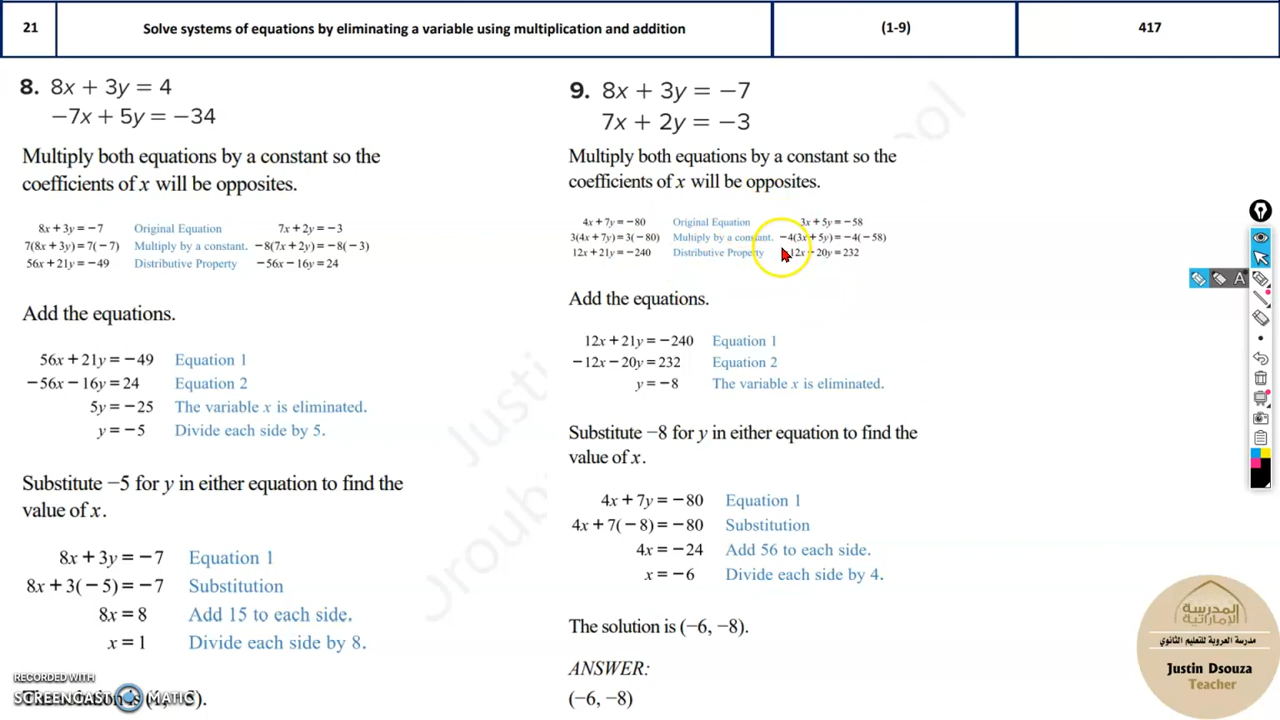 21
Solve systems of equations by eliminating a variable using multiplication and addition
(1-9)
417
8. 8x + 3y = 4
−7x + 5y = −34
Multiply both equations by a constant so the
coefficients of x will be opposites.
8x + 3y = −7 Original Equation 7x + 2y = −3
7(8x + 3y) = 7(−7) Multiply by a constant. −8(7x + 2y) = −8(−3)
56x + 21y = −49 Distributive Property −56x − 16y = 24
Add the equations.
56x + 21y = −49 Equation 1
−56x − 16y = 24 Equation 2
5y = −25 The variable x is eliminated.
y = −5 Divide each side by 5.
Substitute −5 for y in either equation to find the
value of x.
8x + 3y = −7 Equation 1
8x + 3(−5) = −7 Substitution
8x = 8 Add 15 to each side.
x = 1 Divide each side by 8.
9. 8x + 3y = −7
7x + 2y = −3
Multiply both equations by a constant so the
coefficients of x will be opposites.
4x + 7y = −80 Original Equation 3x + 5y = −58
3(4x + 7y) = 3(−80) Multiply by a constant. −4(3x + 5y) = −4(−58)
12x + 21y = −240 Distributive Property 12x − 20y = 232
Add the equations.
12x + 21y = −240 Equation 1
−12x − 20y = 232 Equation 2
y = −8 The variable x is eliminated.
Substitute −8 for y in either equation to find the
value of x.
4x + 7y = −80 Equation 1
4x + 7(−8) = −80 Substitution
4x = −24 Add 56 to each side.
x = −6 Divide each side by 4.
The solution is (−6, −8).
ANSWER:
(−6, −8)
A
المدرسة
الإماراتية
مدرسة العروبة للتعليم الثانوي
Justin Dsouza
Teacher
RECORDED WITH
SCREENCAST MATIC